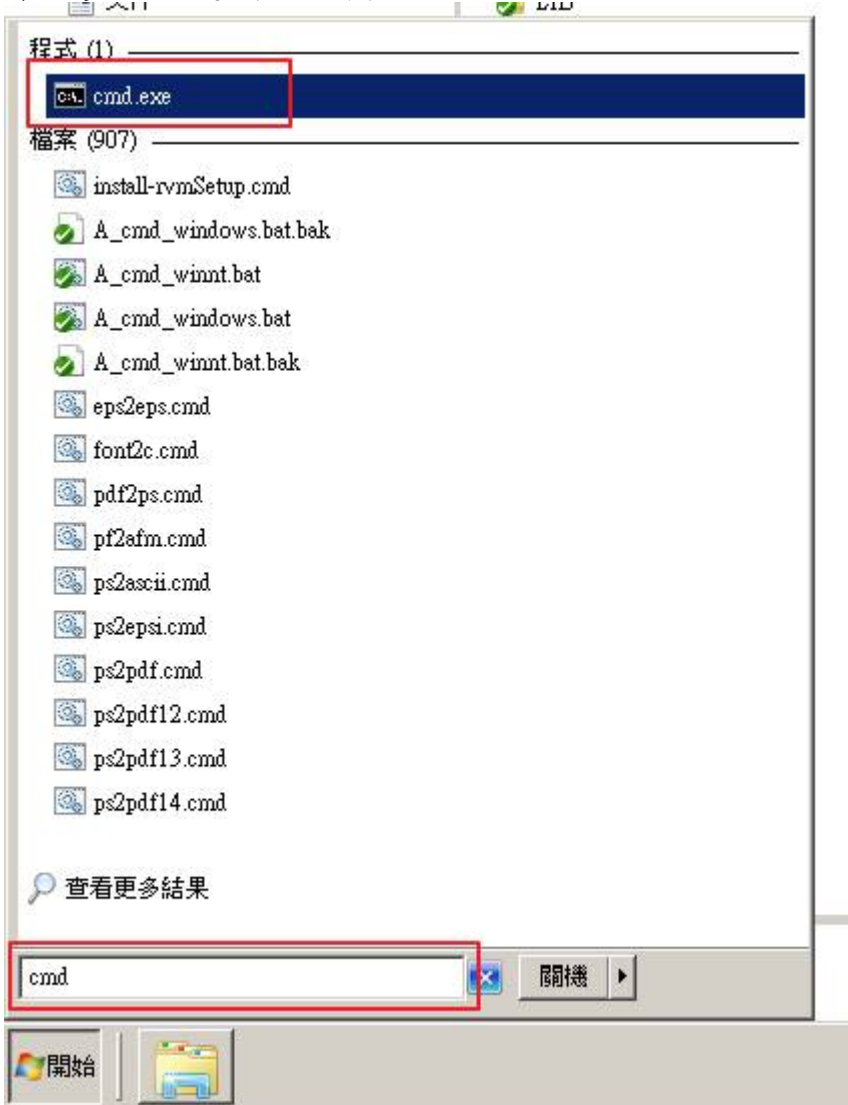 程式 (1)
cmd.exe
檔案 (907)
install-rvmSetup.cmd
A_cmd_windows.bat.bak
A_cmd_winnt.bat
A_cmd_windows.bat
A_cmd_winnt.bat.bak
eps2eps.cmd
font2c.cmd
pdf2ps.cmd
pf2afm.cmd
ps2ascii.cmd
ps2epsi.cmd
ps2pdf.cmd
ps2pdf12.cmd
ps2pdf13.cmd
ps2pdf14.cmd
查看更多結果
cmd
關機
開始